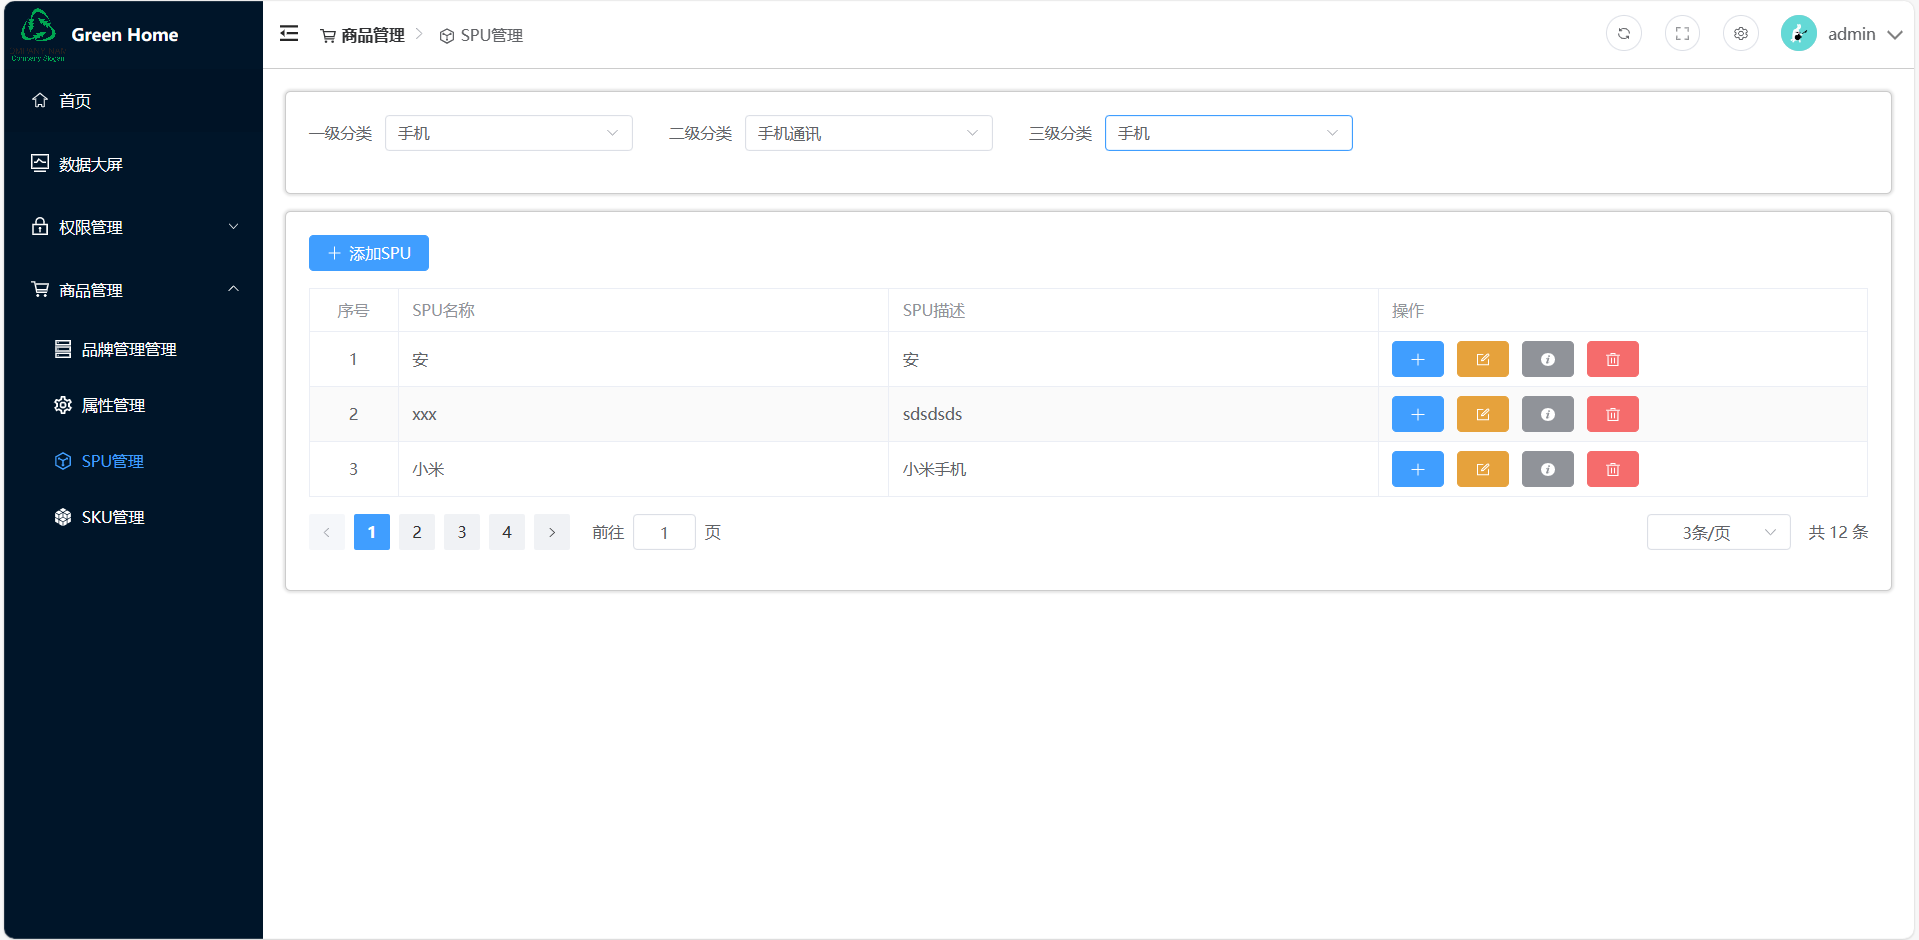 Green Home
Company Slogan
首页
数据大屏
权限管理
商品管理
品牌管理管理
属性管理
SPU管理
SKU管理
商品管理 SPU管理
admin
一级分类 手机 二级分类 手机通讯 三级分类 手机
添加SPU
序号 SPU名称 SPU描述 操作
1 安 安
2 xxx sdsdsds
3 小米 小米手机
1 2 3 4 前往 1 页 3条/页 共 12 条